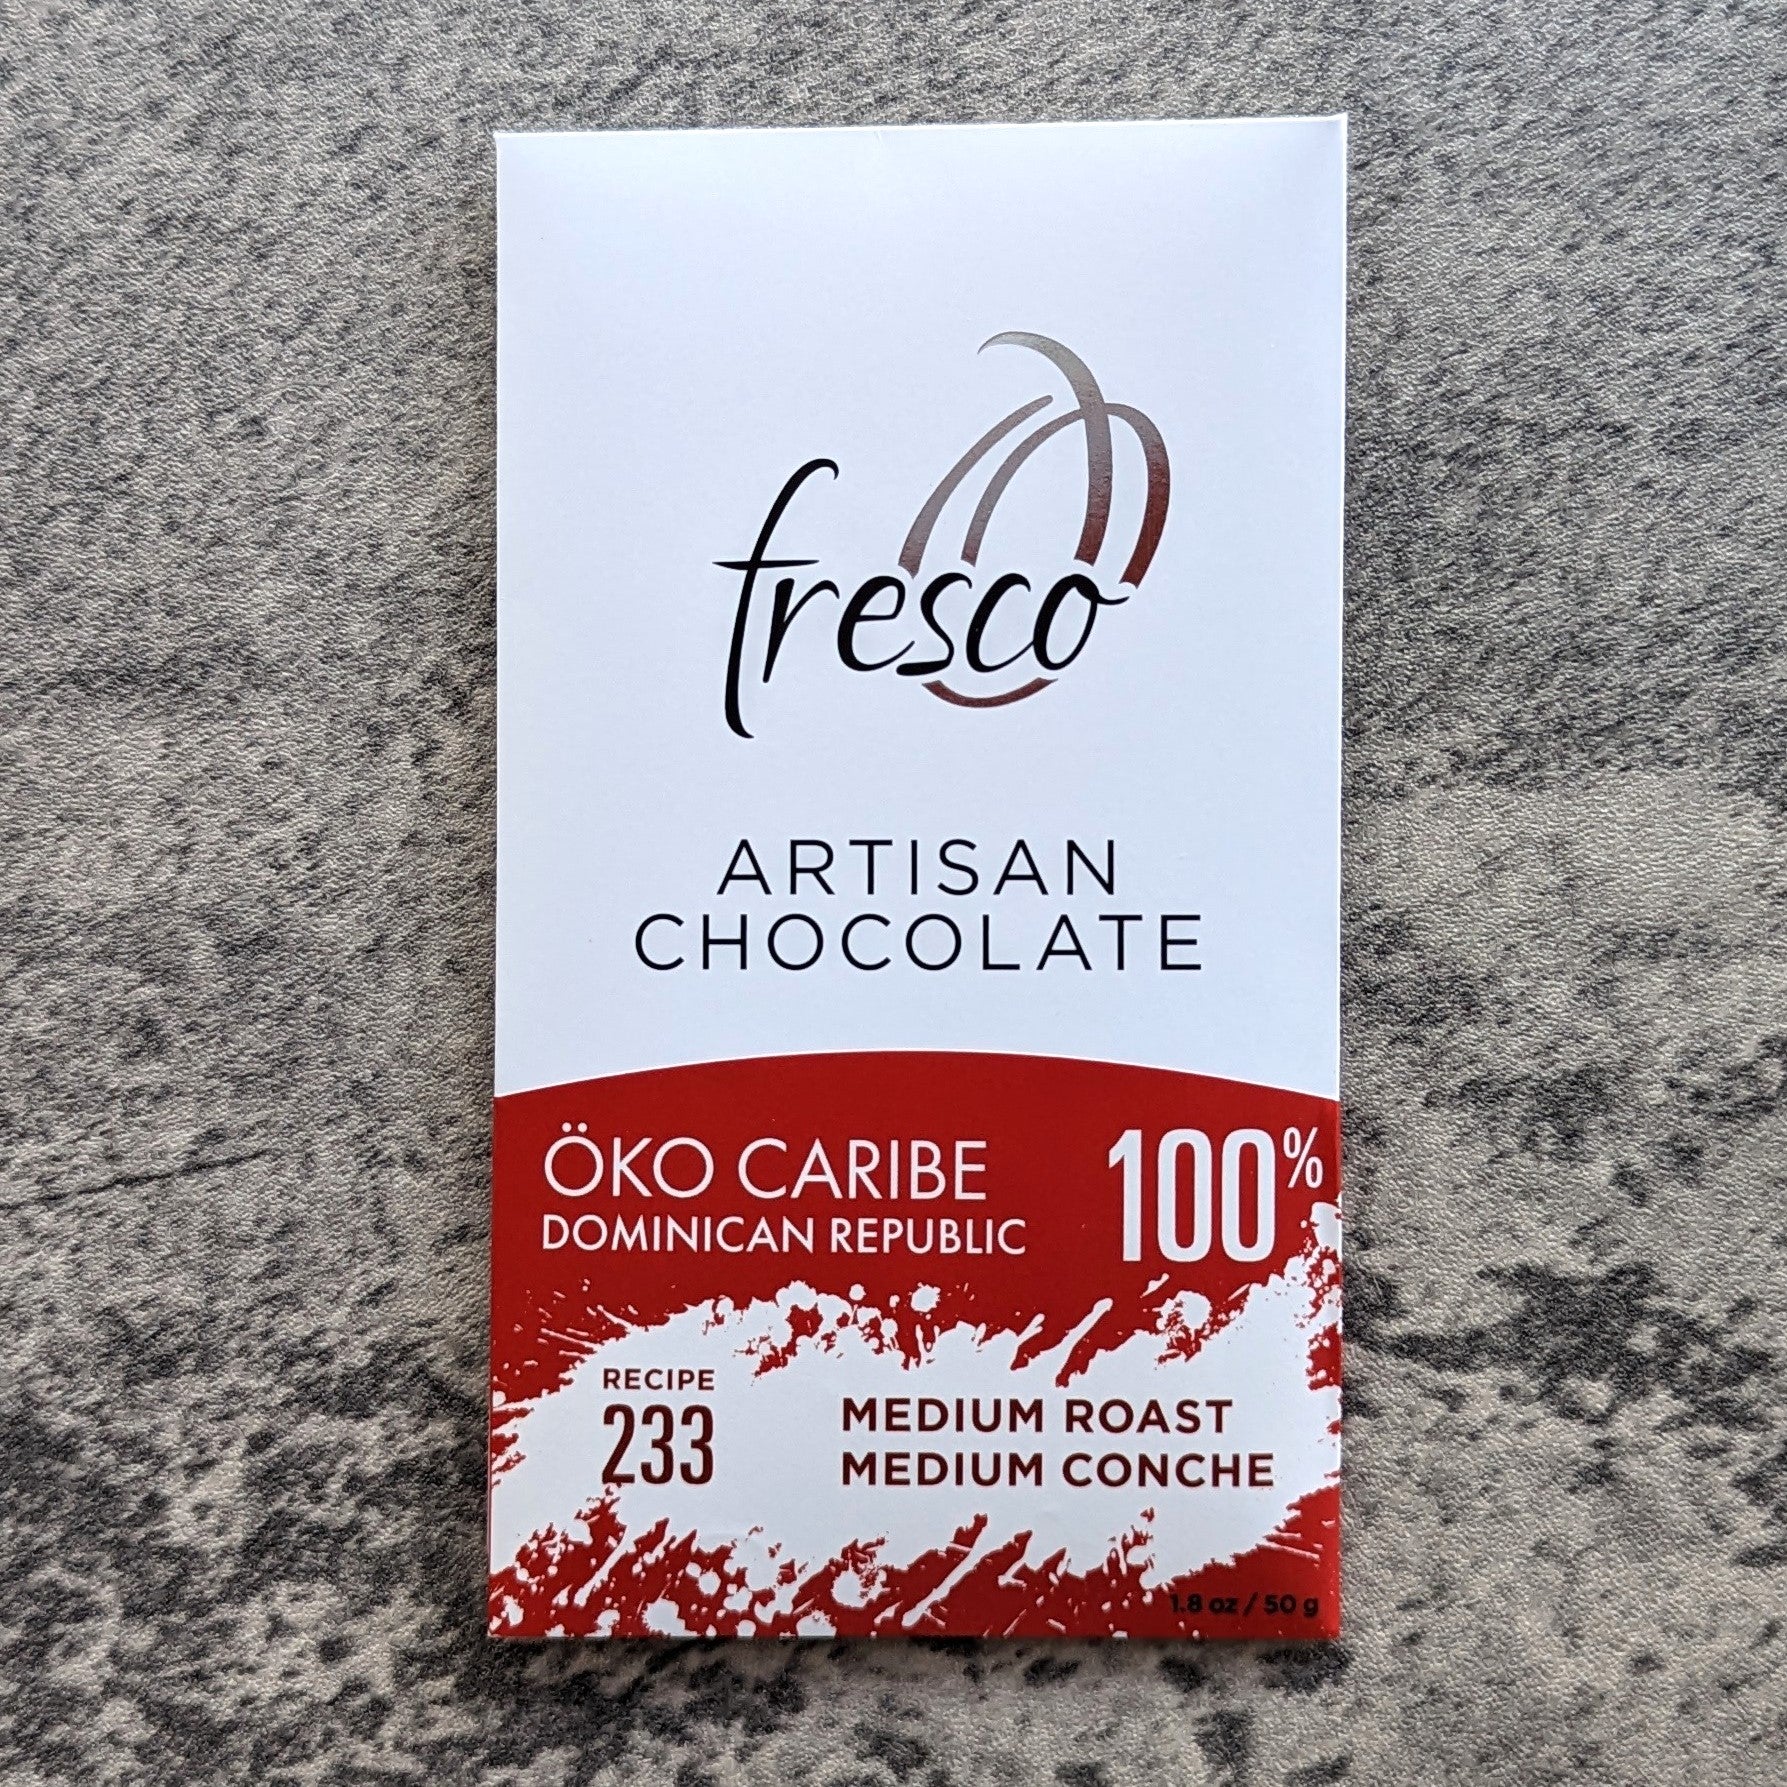 fresco
ARTISAN
CHOCOLATE
ÖKO CARIBE
DOMINICAN REPUBLIC
100%
RECIPE
233
MEDIUM ROAST
MEDIUM CONCHE
1.8 oz / 50 g